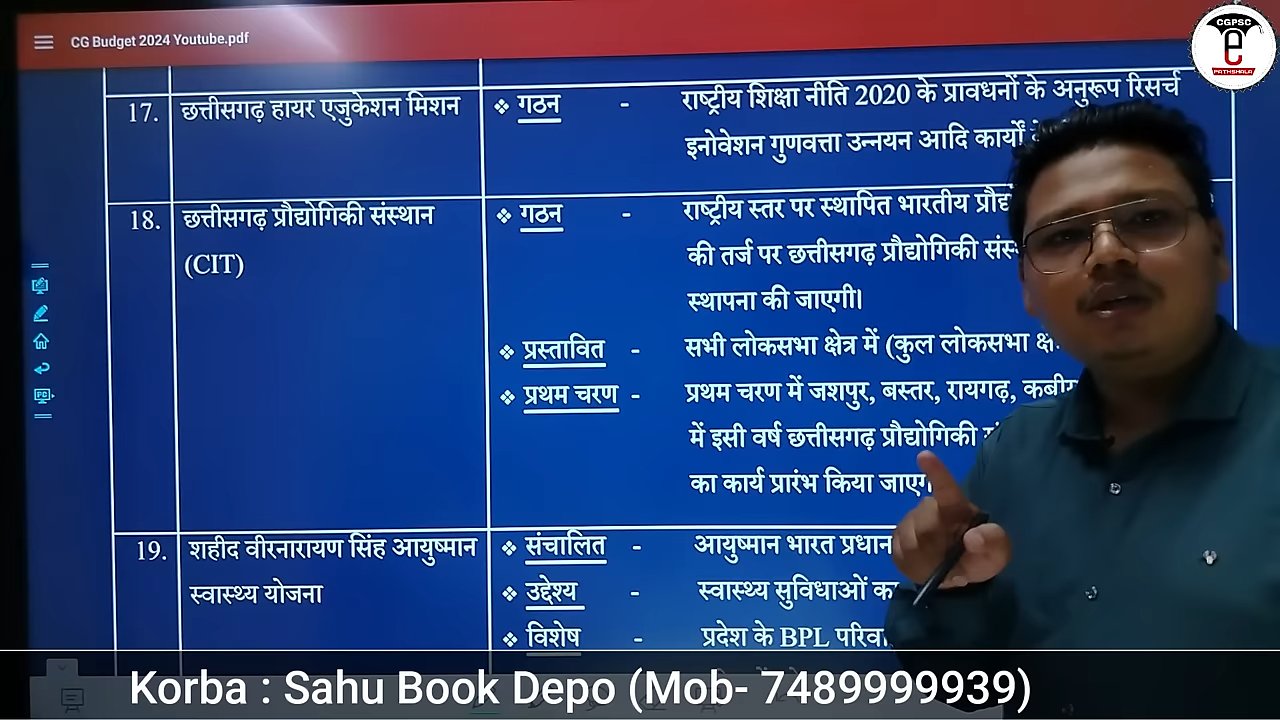 CG Budget 2024 Youtube.pdf
CGPSC
e
PATHSHALA
17. छत्तीसगढ़ हायर एजुकेशन मिशन ❖ गठन - राष्ट्रीय शिक्षा नीति 2020 के प्रावधनों के अनुरूप रिसर्च
इनोवेशन गुणवत्ता उन्नयन आदि कार्यों
18. छत्तीसगढ़ प्रौद्योगिकी संस्थान ❖ गठन - राष्ट्रीय स्तर पर स्थापित भारतीय
(CIT) की तर्ज पर छत्तीसगढ़ प्रौद्योगिकी
स्थापना की जाएगी।
❖ प्रस्तावित - सभी लोकसभा क्षेत्र में (कुल लोकसभा
❖ प्रथम चरण - प्रथम चरण में जशपुर, बस्तर, रायगढ़,
में इसी वर्ष छत्तीसगढ़ प्रौद्योगिकी
का कार्य प्रारंभ किया
19. शहीद वीरनारायण सिंह आयुष्मान ❖ संचालित - आयुष्मान भारत
स्वास्थ्य योजना ❖ उद्देश्य - स्वास्थ्य सुविधाओं
❖ विशेष - प्रदेश के BPL
Korba : Sahu Book Depo (Mob- 7489999939)